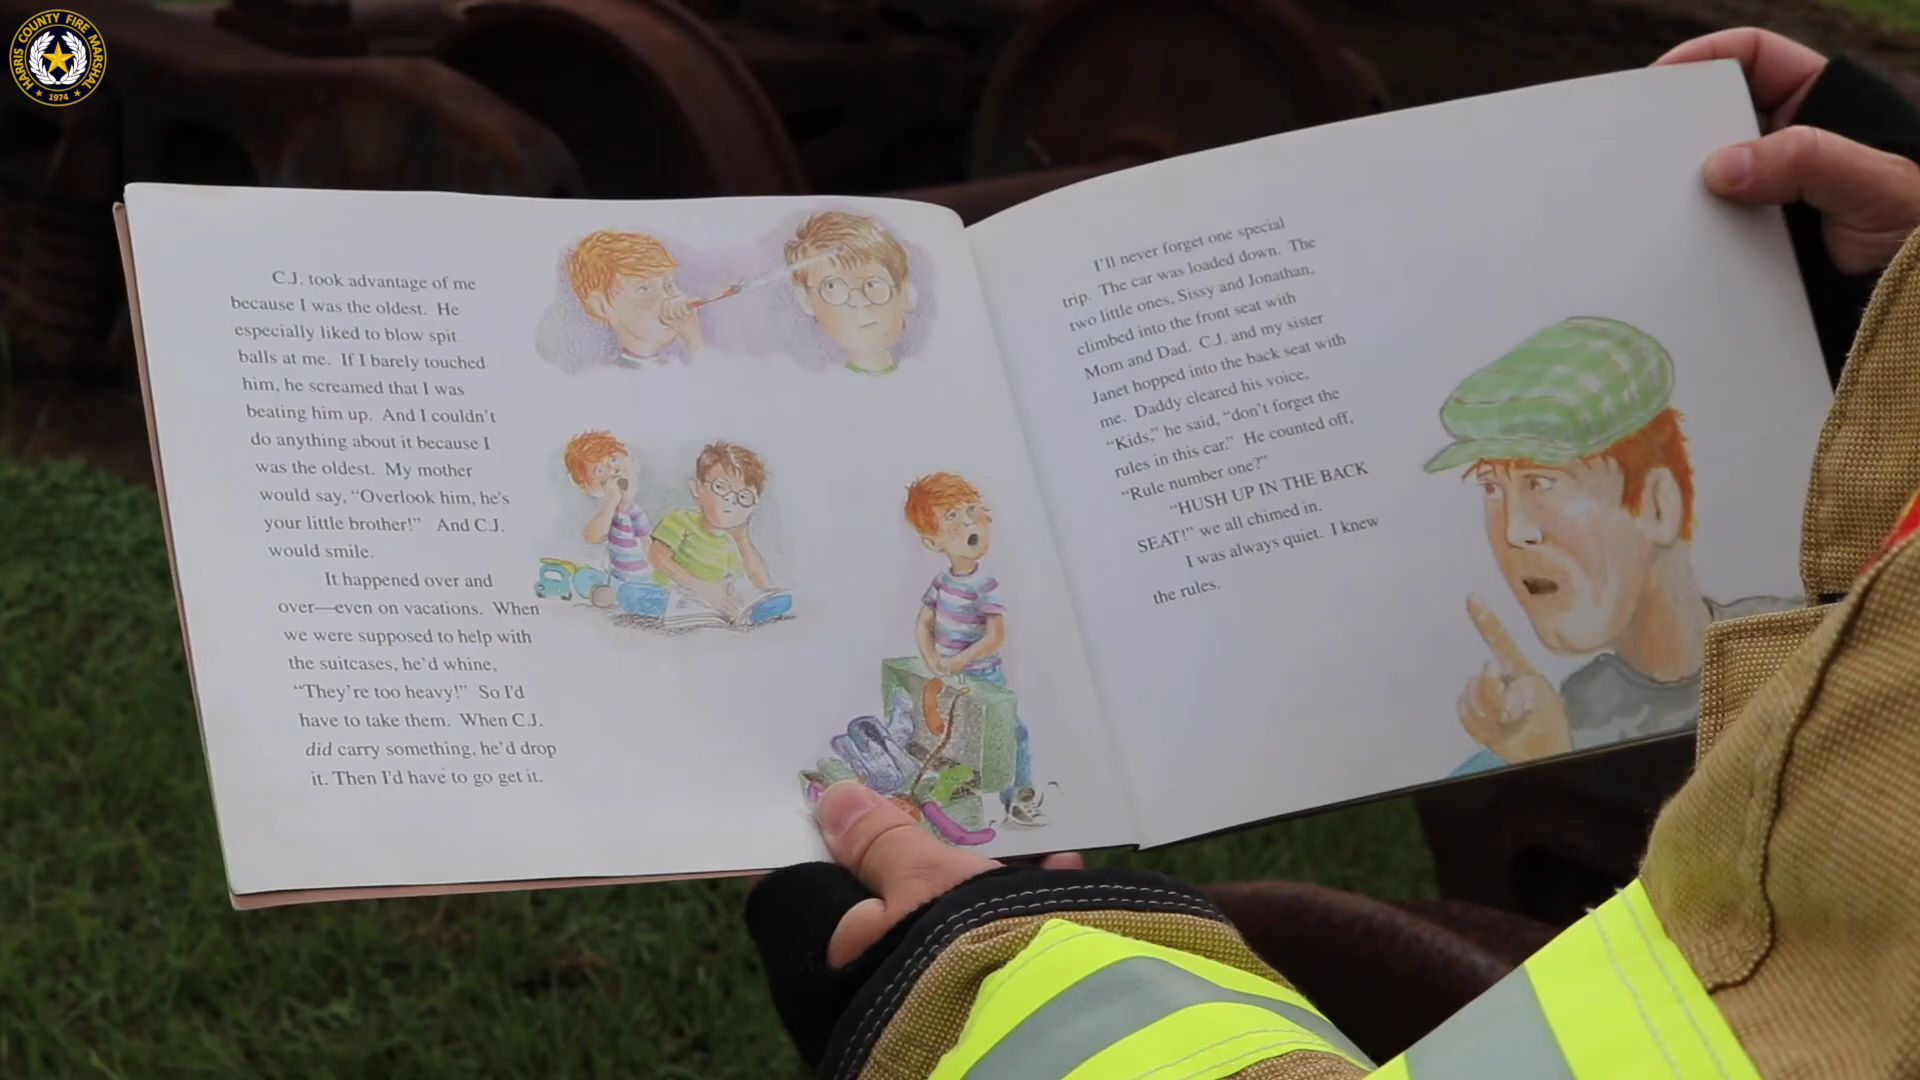 HARRIS COUNTY FIRE MARSHAL
1974
C.J. took advantage of me
because I was the oldest. He
especially liked to blow spit
balls at me. If I barely touched
him, he screamed that I was
beating him up. And I couldn't
do anything about it because I
was the oldest. My mother
would say, “Overlook him, he's
your little brother!” And C.J.
would smile.
It happened over and
over—even on vacations. When
we were supposed to help with
the suitcases, he'd whine,
“They're too heavy!” So I'd
have to take them. When C.J.
did carry something, he'd drop
it. Then I'd have to go get it.
I'll never forget one special
trip. The car was loaded down. The
two little ones, Sissy and Jonathan,
climbed into the front seat with
Mom and Dad. C.J. and my sister
Janet hopped into the back seat with
me. Daddy cleared his voice,
“Kids,” he said, “don't forget the
rules in this car.” He counted off,
“Rule number one?”
“HUSH UP IN THE BACK
SEAT!” we all chimed in.
I was always quiet. I knew
the rules.